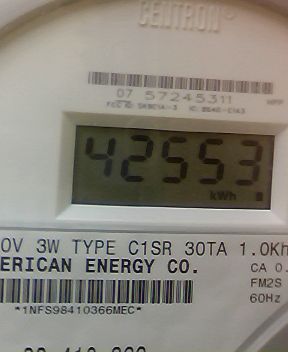 CENTRON®
07 57245311
42553
kWh
0V 3W TYPE C1SR 30TA 1.0Kh
ERICAN ENERGY CO.
CA 0.
FM2S
60Hz
*1NFS98410366MEC*